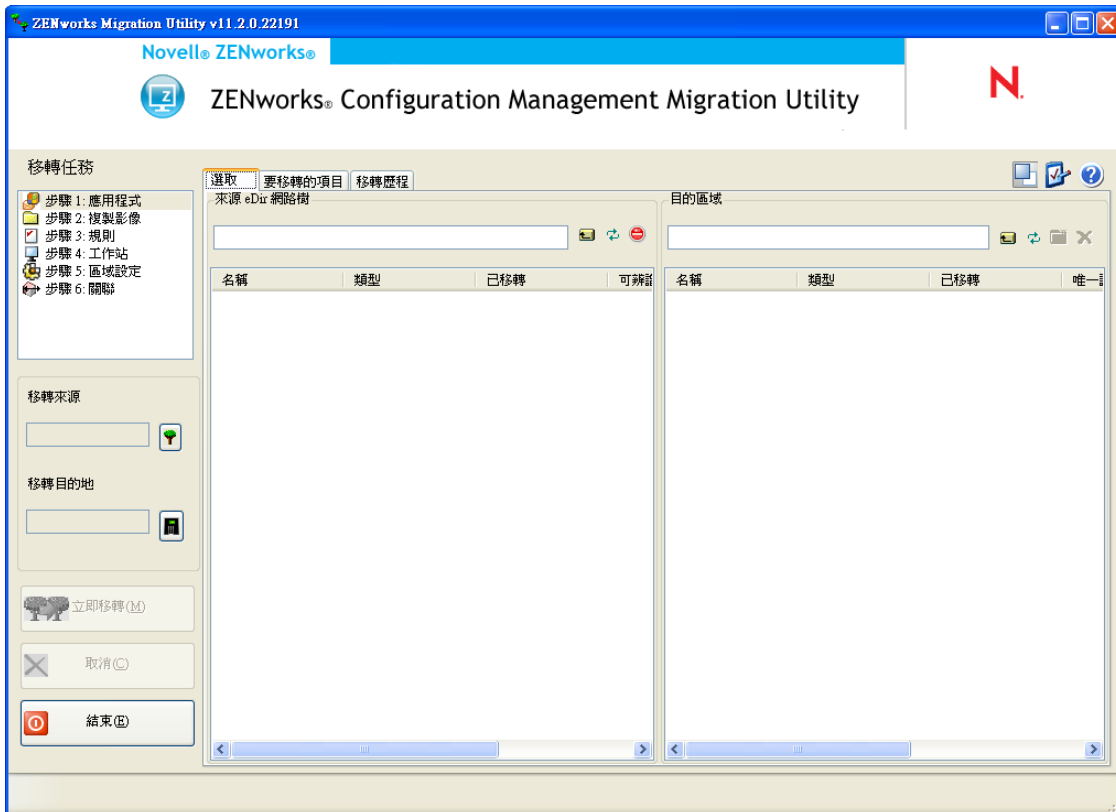 ZENworks Migration Utility v11.2.0.22191
Novell® ZENworks®
ZENworks® Configuration Management Migration Utility
N.
移轉任務
步驟 1: 應用程式
步驟 2: 複製影像
步驟 3: 規則
步驟 4: 工作站
步驟 5: 區域設定
步驟 6: 關聯
移轉來源
移轉目的地
立即移轉(M)
取消(C)
結束(E)
選取 要移轉的項目 移轉歷程
來源 eDir 網路樹
名稱 類型 已移轉 可辨
目的區域
名稱 類型 已移轉 唯一